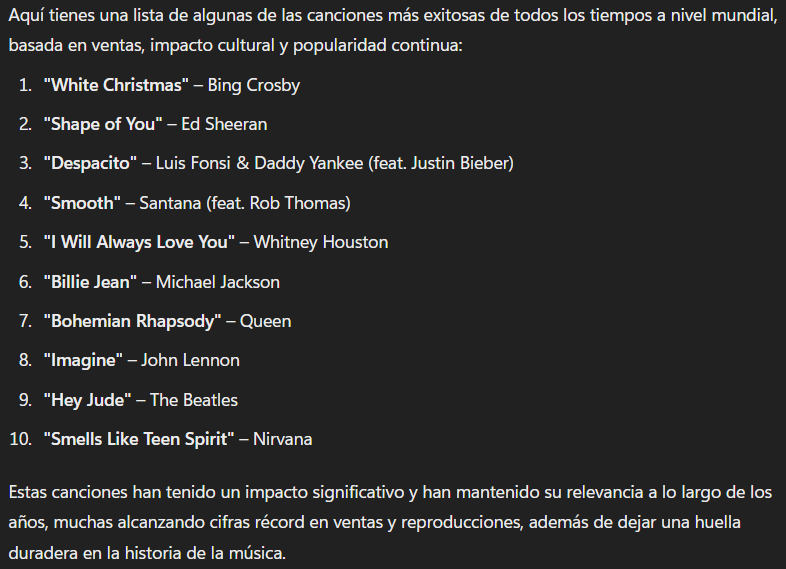 Aquí tienes una lista de algunas de las canciones más exitosas de todos los tiempos a nivel mundial,
basada en ventas, impacto cultural y popularidad continua:
1. "White Christmas" – Bing Crosby
2. "Shape of You" – Ed Sheeran
3. "Despacito" – Luis Fonsi & Daddy Yankee (feat. Justin Bieber)
4. "Smooth" – Santana (feat. Rob Thomas)
5. "I Will Always Love You" – Whitney Houston
6. "Billie Jean" – Michael Jackson
7. "Bohemian Rhapsody" – Queen
8. "Imagine" – John Lennon
9. "Hey Jude" – The Beatles
10. "Smells Like Teen Spirit" – Nirvana
Estas canciones han tenido un impacto significativo y han mantenido su relevancia a lo largo de los
años, muchas alcanzando cifras récord en ventas y reproducciones, además de dejar una huella
duradera en la historia de la música.